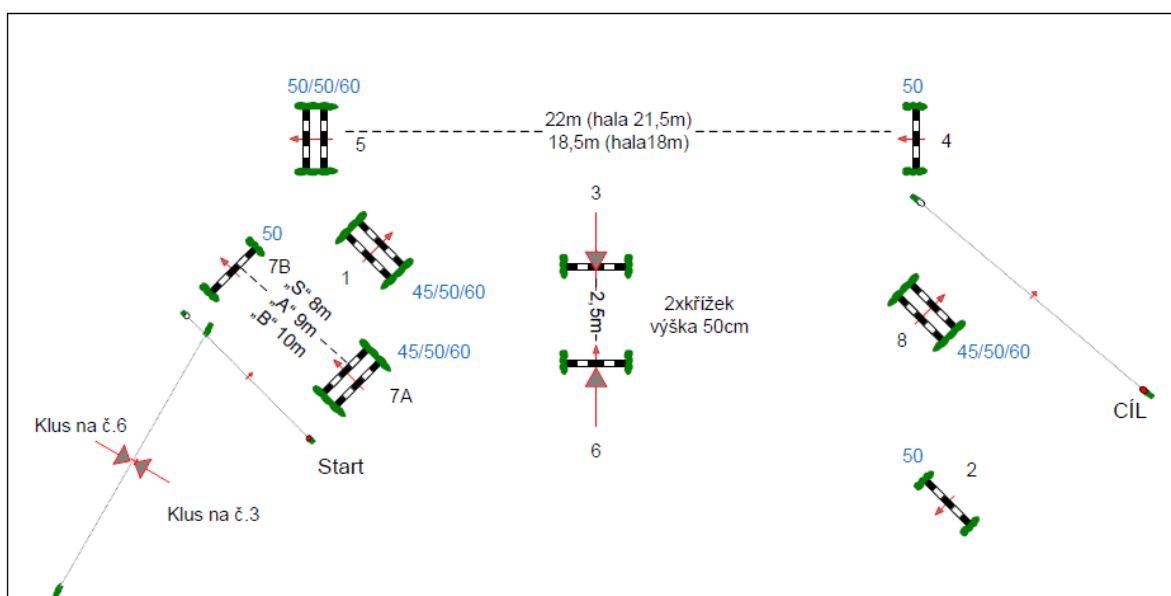 50/50/60
50
22m (hala 21,5m)
18,5m (hala18m)
5
4
3
50
7B
1
„S“ 8m
„A“ 9m
„B“ 10m
45/50/60
2,5m
2xkřížek
výška 50cm
8
45/50/60
45/50/60
7A
CÍL
Klus na č.6
6
Start
50
2
Klus na č.3